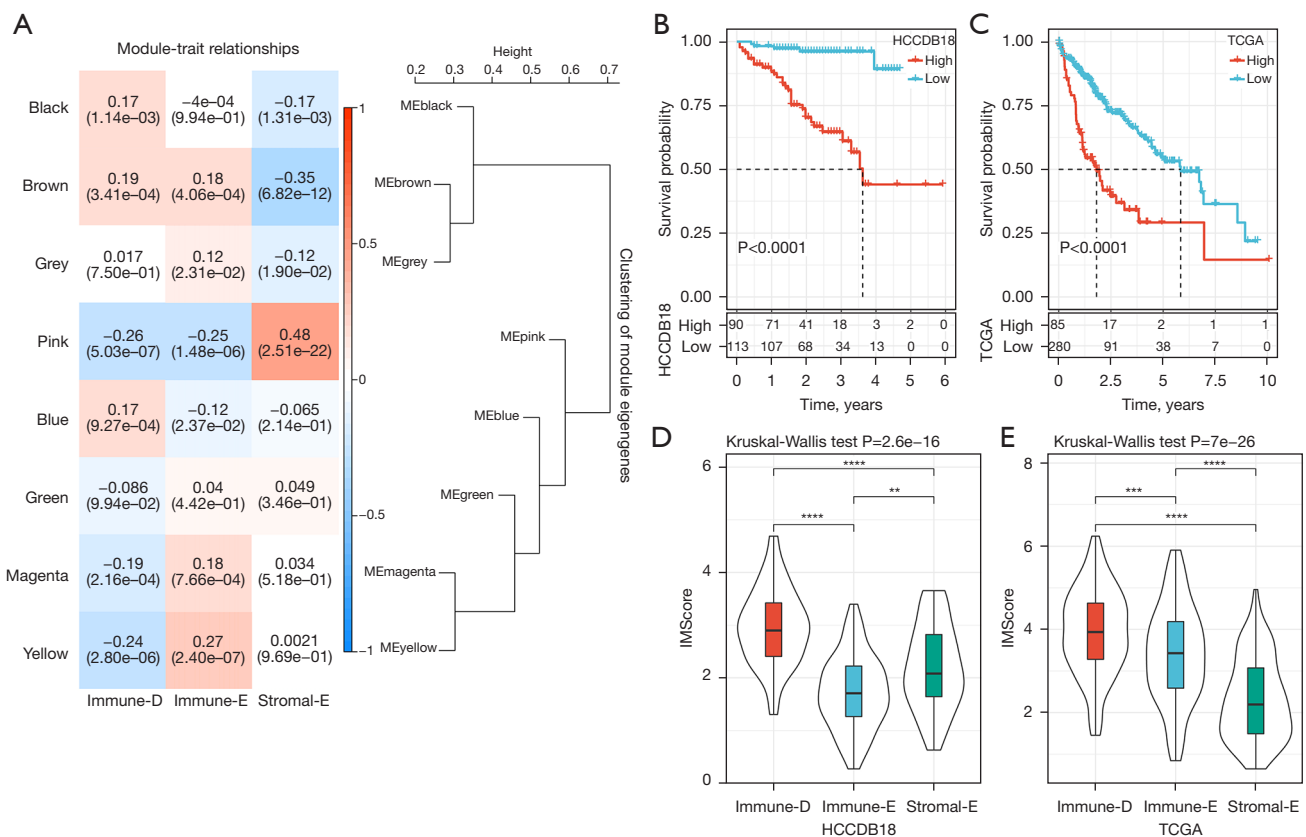 A
Module-trait relationships
Black
0.17
(1.14e−03)
−4e−04
(9.94e−01)
−0.17
(1.31e−03)
Brown
0.19
(3.41e−04)
0.18
(4.06e−04)
−0.35
(6.82e−12)
Grey
0.017
(7.50e−01)
0.12
(2.31e−02)
−0.12
(1.90e−02)
Pink
−0.26
(5.03e−07)
−0.25
(1.48e−06)
0.48
(2.51e−22)
Blue
0.17
(9.27e−04)
−0.12
(2.37e−02)
−0.065
(2.14e−01)
Green
−0.086
(9.94e−02)
0.04
(4.42e−01)
0.049
(3.46e−01)
Magenta
−0.19
(2.16e−04)
0.18
(7.66e−04)
0.034
(5.18e−01)
Yellow
−0.24
(2.80e−06)
0.27
(2.40e−07)
0.0021
(9.69e−01)
Immune-D Immune-E Stromal-E
1
0.5
0
−0.5
−1
Height
0.2 0.3 0.4 0.5 0.6 0.7
MEblack
MEbrown
MEgrey
MEpink
MEblue
MEgreen
MEmagenta
MEyellow
Clustering of module eigengenes
B
HCCDB18
High
Low
1.00
0.75
0.50
0.25
0.00
Survival probability
P<0.0001
HCCDB18
High 90 71 41 18 3 2 0
Low 113 107 68 34 13 0 0
0 1 2 3 4 5 6
Time, years
C
TCGA
High
Low
1.00
0.75
0.50
0.25
0.00
Survival probability
P<0.0001
TCGA
High 85 17 2 1 1
Low 280 91 38 7 0
0 2.5 5 7.5 10
Time, years
D
Kruskal-Wallis test P=2.6e−16
6
4
2
0
IMScore
****
**
****
Immune-D Immune-E Stromal-E
HCCDB18
E
Kruskal-Wallis test P=7e−26
8
6
4
2
IMScore
****
***
****
Immune-D Immune-E Stromal-E
TCGA